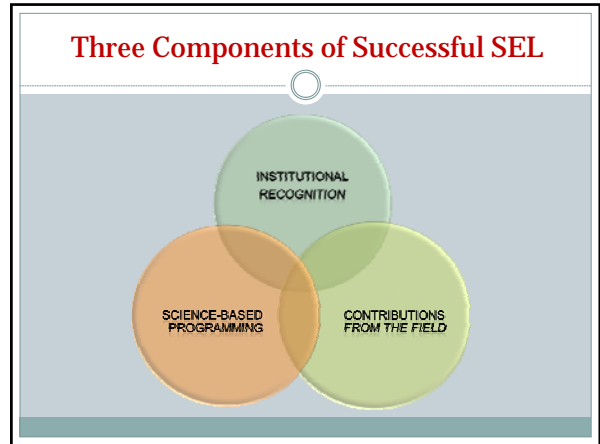 Three Components of Successful SEL
INSTITUTIONAL
RECOGNITION
SCIENCE-BASED
PROGRAMMING
CONTRIBUTIONS
FROM THE FIELD